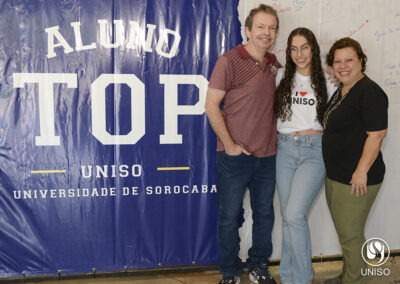 ALUNO
TOP
UNISO
UNIVERSIDADE DE SOROCABA
I ❤
UNISO
UNISO